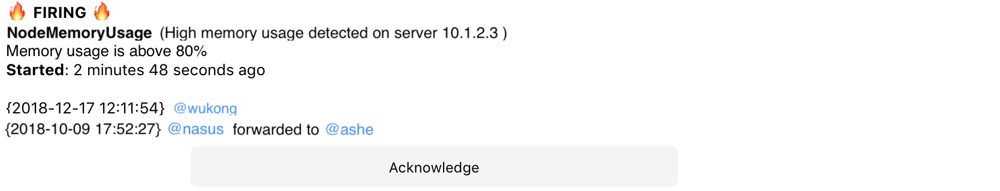 🔥 FIRING 🔥
NodeMemoryUsage (High memory usage detected on server 10.1.2.3 )
Memory usage is above 80%
Started: 2 minutes 48 seconds ago
{2018-12-17 12:11:54} @wukong
{2018-10-09 17:52:27} @nasus forwarded to @ashe
Acknowledge